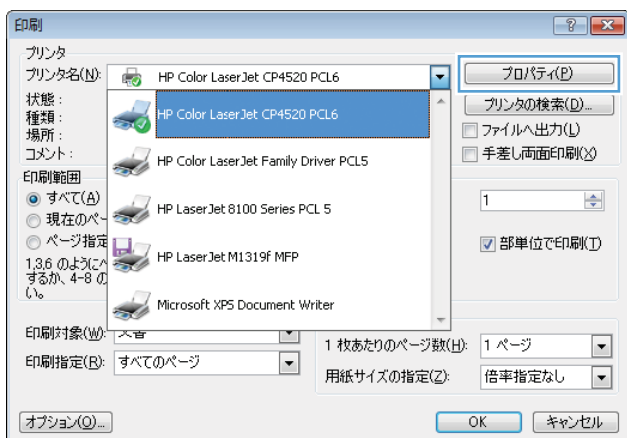 印刷
プリンタ
プリンタ名(N): HP Color LaserJet CP4520 PCL6 プロパティ(P)
状態 :
種類 :
場所 :
コメント :
HP Color LaserJet CP4520 PCL6
HP Color LaserJet Family Driver PCL5
HP LaserJet 8100 Series PCL 5
HP LaserJet M1319f MFP
Microsoft XPS Document Writer
プリンタの検索(D)...
ファイルへ出力(L)
手差し両面印刷(X)
印刷範囲
すべて(A)
現在のペー
ページ指定
1,3,6 のように
するか、4-8 の
い。
1
部単位で印刷(T)
印刷対象(W):
印刷指定(R): すべてのページ
1 枚あたりのページ数(H): 1 ページ
用紙サイズの指定(Z): 倍率指定なし
オプション(O)... OK キャンセル